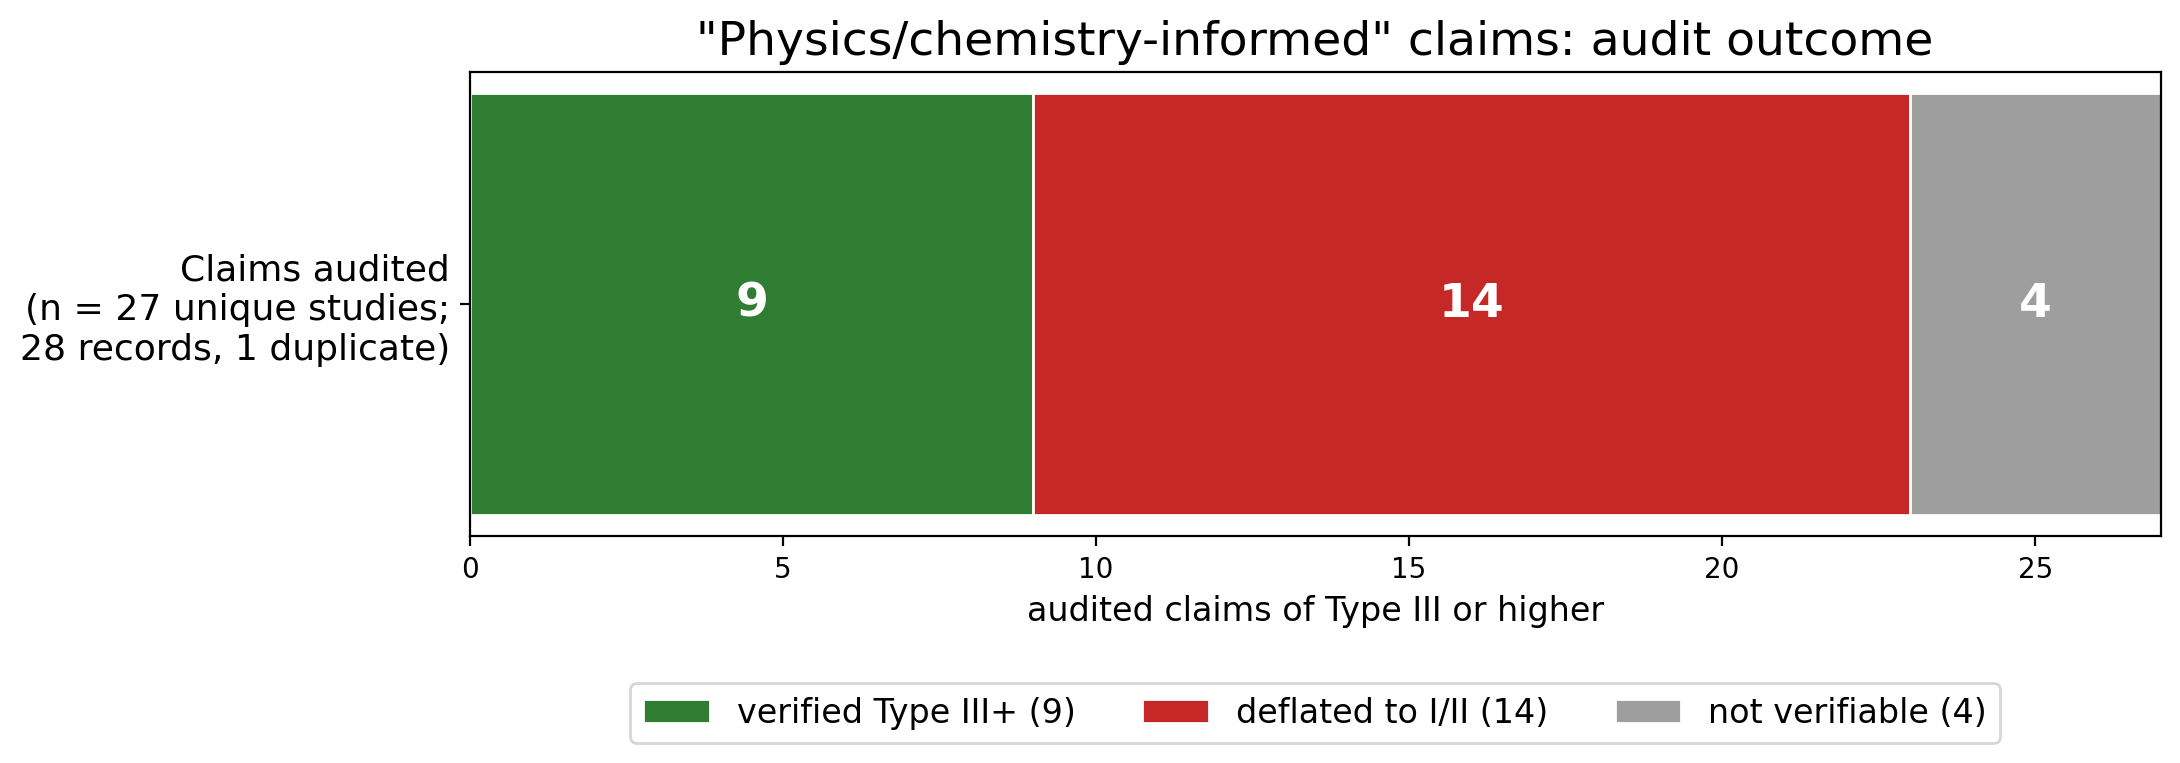 "Physics/chemistry-informed" claims: audit outcome
Claims audited
(n = 27 unique studies;
28 records, 1 duplicate)
9
14
4
0 5 10 15 20 25
audited claims of Type III or higher
verified Type III+ (9) deflated to I/II (14) not verifiable (4)